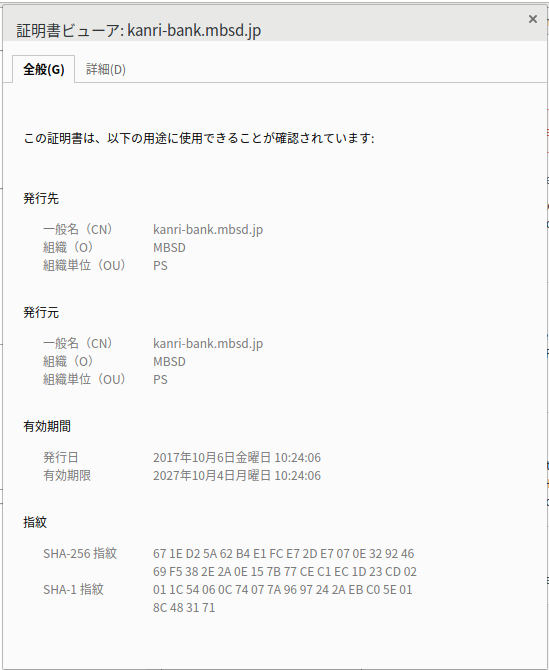 証明書ビューア: kanri-bank.mbsd.jp
×
全般(G) 詳細(D)
この証明書は、以下の用途に使用できることが確認されています:
発行先
一般名（CN） kanri-bank.mbsd.jp
組織（O） MBSD
組織単位（OU） PS
発行元
一般名（CN） kanri-bank.mbsd.jp
組織（O） MBSD
組織単位（OU） PS
有効期間
発行日 2017年10月6日金曜日 10:24:06
有効期限 2027年10月4日月曜日 10:24:06
指紋
SHA-256 指紋 67 1E D2 5A 62 B4 E1 FC E7 2D E7 07 0E 32 92 46
69 F5 38 2E 2A 0E 15 7B 77 CE C1 EC 1D 23 CD 02
SHA-1 指紋 01 1C 54 06 0C 74 07 7A 96 97 24 2A EB C0 5E 01
8C 48 31 71